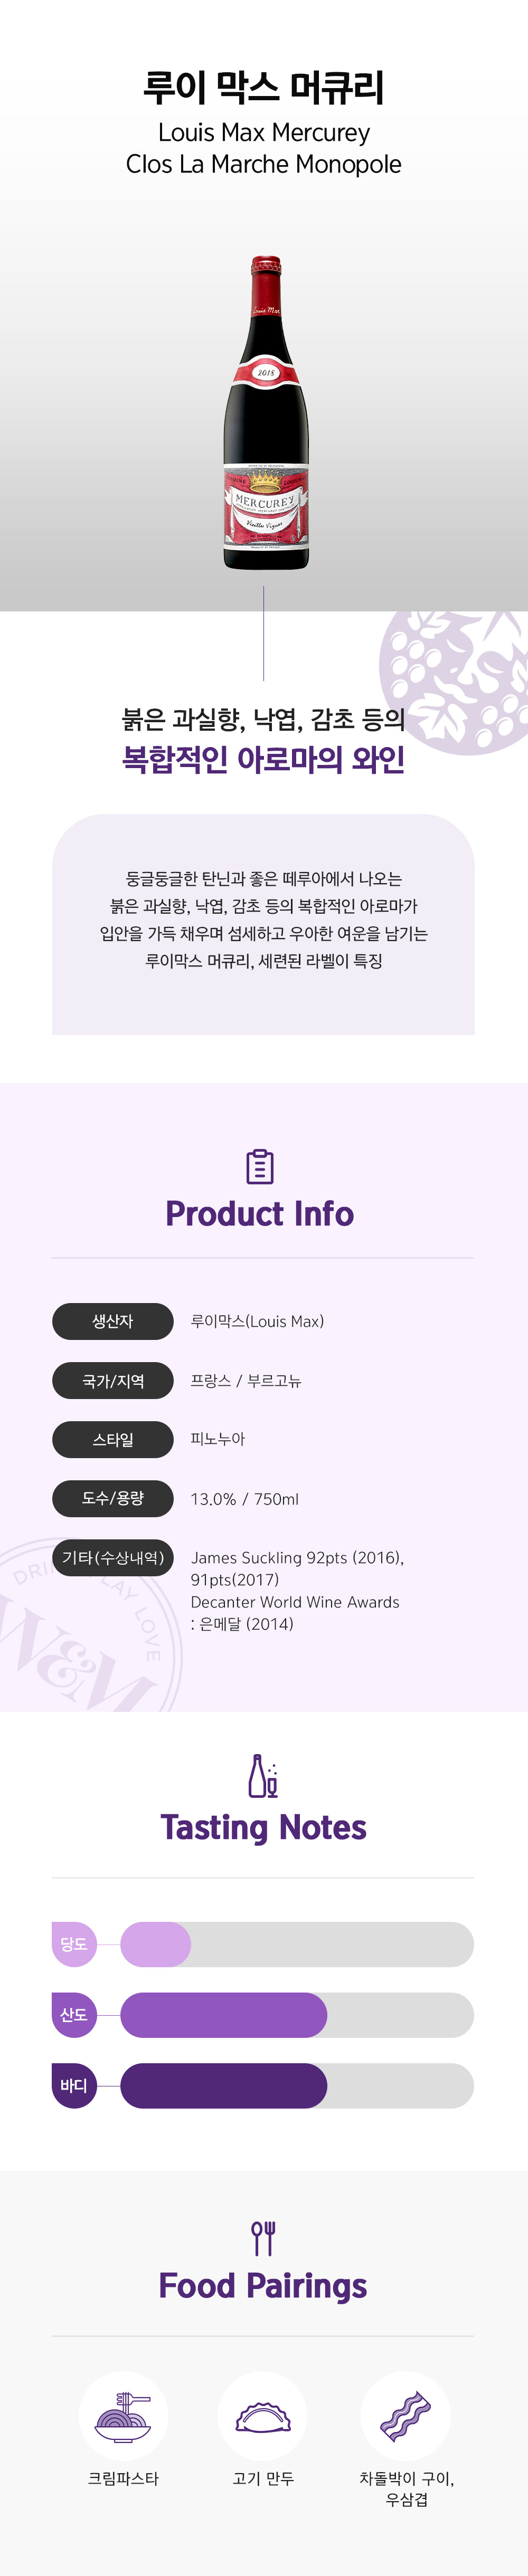 루이 막스 머큐리
Louis Max Mercurey
Clos La Marche Monopole
Louis Max
2018
MERCUREY
Vieilles Vignes
붉은 과실향, 낙엽, 감초 등의
복합적인 아로마의 와인
둥글둥글한 탄닌과 좋은 떼루아에서 나오는
붉은 과실향, 낙엽, 감초 등의 복합적인 아로마가
입안을 가득 채우며 섬세하고 우아한 여운을 남기는
루이막스 머큐리, 세련된 라벨이 특징
Product Info
생산자 루이막스(Louis Max)
국가/지역 프랑스 / 부르고뉴
스타일 피노누아
도수/용량 13.0% / 750ml
기타(수상내역) James Suckling 92pts (2016),
91pts(2017)
Decanter World Wine Awards
: 은메달 (2014)
W&M
LAY LOVE
Tasting Notes
당도
산도
바디
Food Pairings
크림파스타
고기 만두
차돌박이 구이,
우삼겹